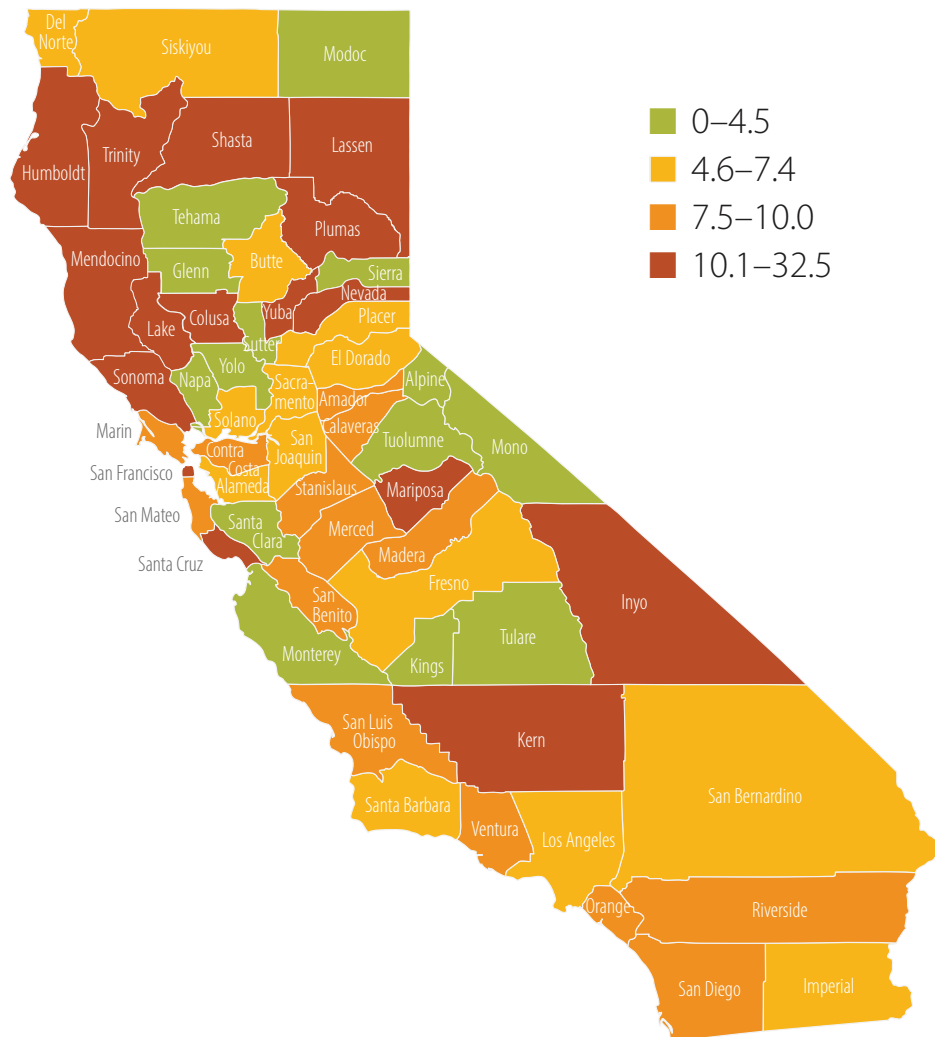 Del
Norte
Siskiyou
Modoc
0–4.5
4.6–7.4
7.5–10.0
10.1–32.5
Humboldt
Trinity
Shasta
Lassen
Tehama
Plumas
Mendocino
Glenn
Butte
Sierra
Nevada
Lake
Colusa
Sutter
Yuba
Placer
Sonoma
Napa
Yolo
El Dorado
Sacra-
mento
Amador
Alpine
Solano
Calaveras
Marin
Contra
Costa
San
Joaquin
Tuolumne
Mono
San Francisco
Alameda
Stanislaus
Mariposa
San Mateo
Santa
Clara
Merced
Madera
Santa Cruz
Fresno
San
Benito
Inyo
Monterey
Kings
Tulare
San Luis
Obispo
Kern
Santa Barbara
Ventura
Los Angeles
San Bernardino
Orange
Riverside
San Diego
Imperial